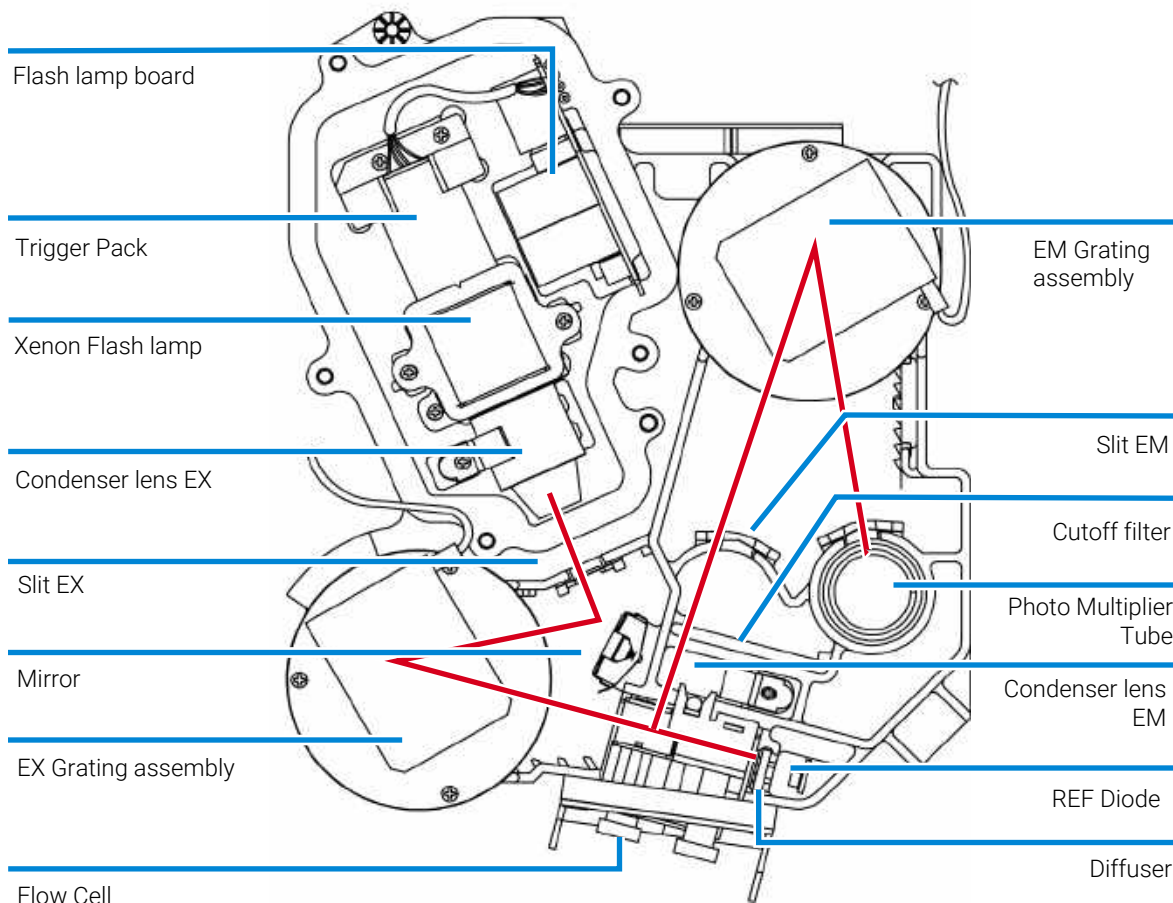 Flash lamp board
Trigger Pack
Xenon Flash lamp
Condenser lens EX
Slit EX
Mirror
EX Grating assembly
Flow Cell
EM Grating
assembly
Slit EM
Cutoff filter
Photo Multiplier
Tube
Condenser lens
EM
REF Diode
Diffuser